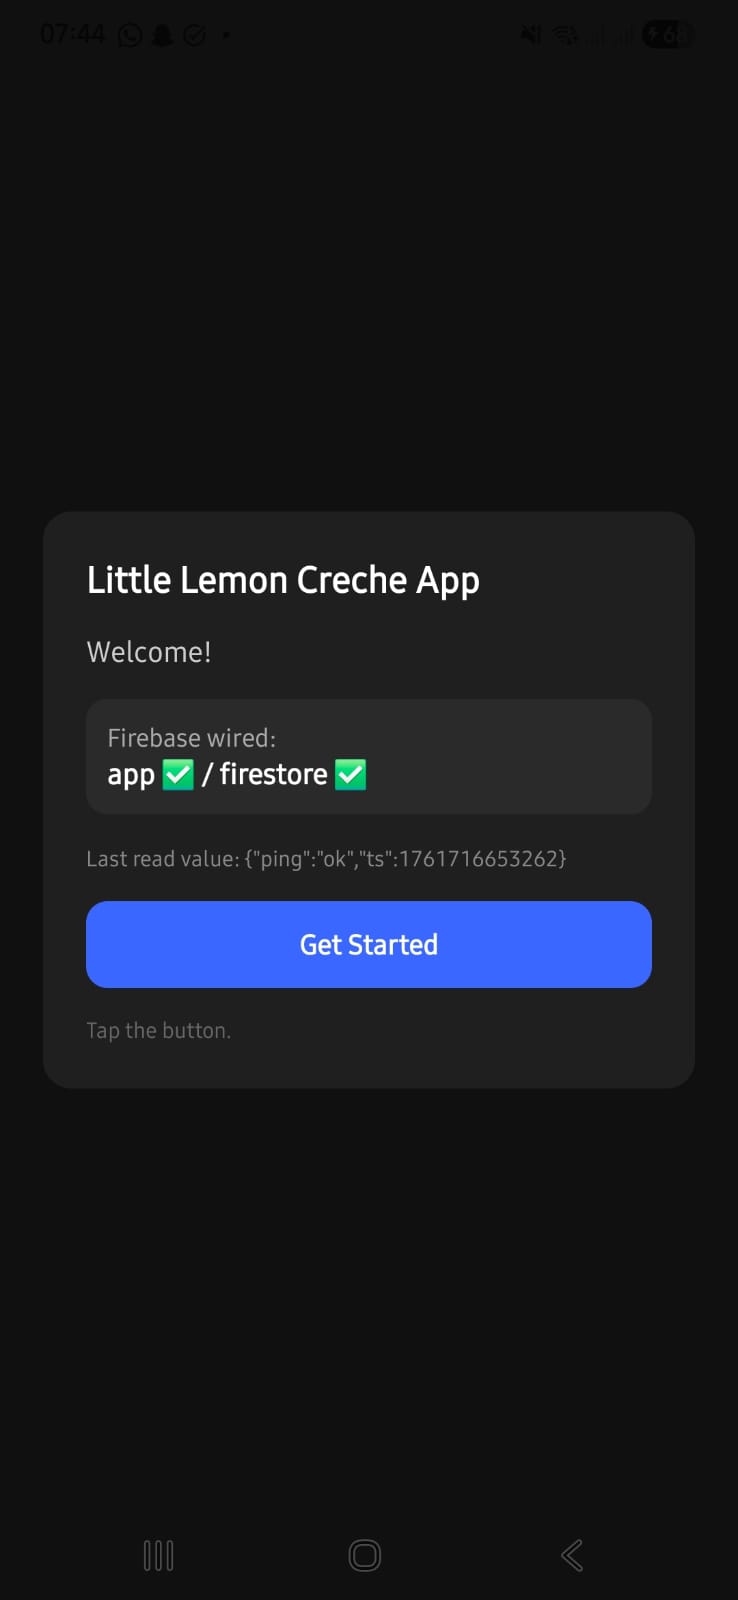 07:44
Little Lemon Creche App
Welcome!
Firebase wired:
app ✅ / firestore ✅
Last read value: {"ping":"ok","ts":1761716653262}
Get Started
Tap the button.